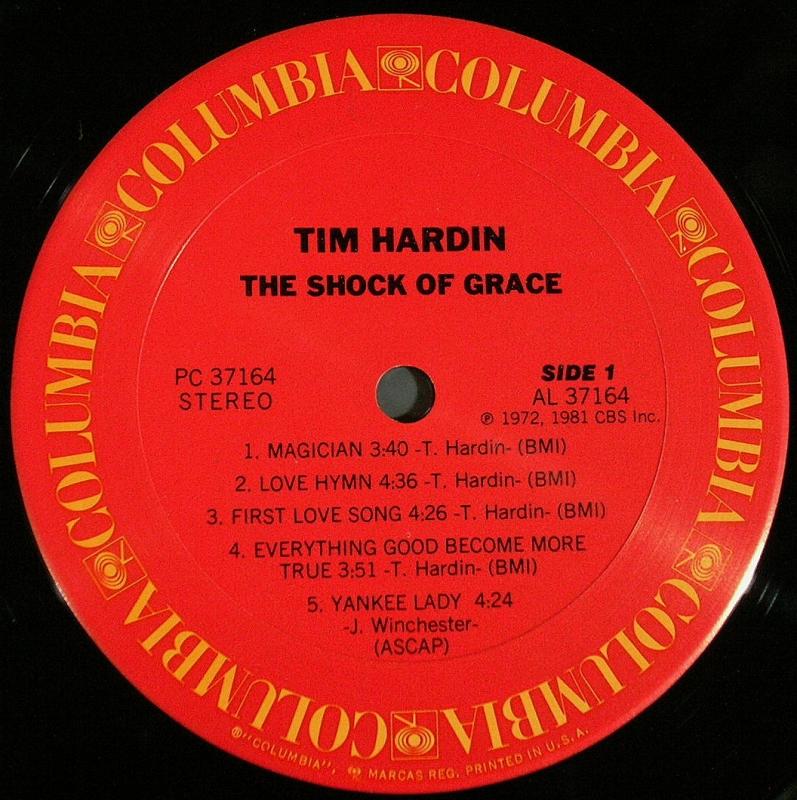 COLUMBIA COLUMBIA COLUMBIA COLUMBIA COLUMBIA COLUMBIA COLUMBIA COLUMBIA
TIM HARDIN
THE SHOCK OF GRACE
PC 37164
STEREO
SIDE 1
AL 37164
℗ 1972, 1981 CBS Inc.
1. MAGICIAN 3:40 -T. Hardin- (BMI)
2. LOVE HYMN 4:36 -T. Hardin- (BMI)
3. FIRST LOVE SONG 4:26 -T. Hardin- (BMI)
4. EVERYTHING GOOD BECOME MORE
TRUE 3:51 -T. Hardin- (BMI)
5. YANKEE LADY 4:24
-J. Winchester-
(ASCAP)
®"COLUMBIA", MARCAS REG. PRINTED IN U.S.A.